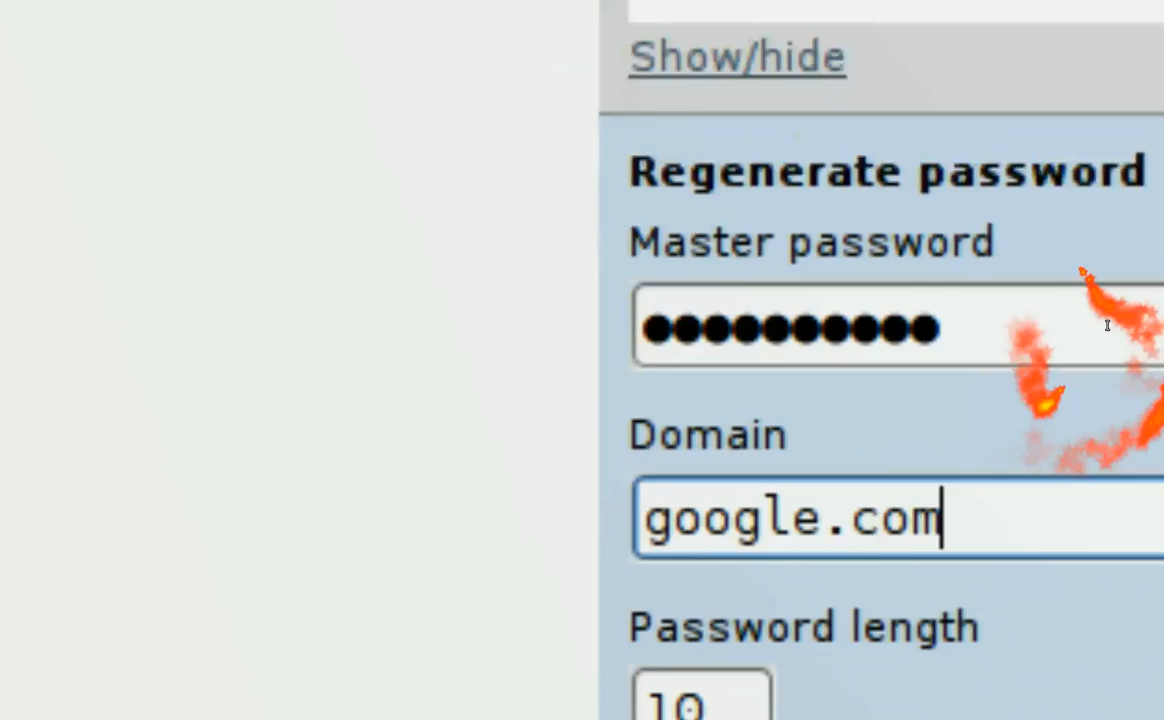 Show/hide
Regenerate password
Master password
●●●●●●●●●●
Domain
google.com
Password length
10